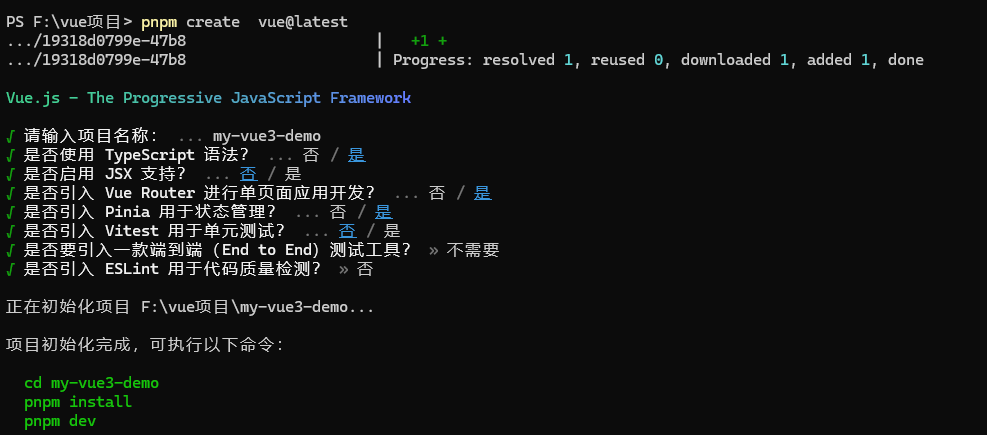 PS F:\vue项目> pnpm create  vue@latest
.../19318d0799e-47b8                     |   +1 +
.../19318d0799e-47b8                     | Progress: resolved 1, reused 0, downloaded 1, added 1, done
Vue.js - The Progressive JavaScript Framework
√ 请输入项目名称： ... my-vue3-demo
√ 是否使用 TypeScript 语法？ ... 否 / 是
√ 是否启用 JSX 支持？ ... 否 / 是
√ 是否引入 Vue Router 进行单页面应用开发？ ... 否 / 是
√ 是否引入 Pinia 用于状态管理？ ... 否 / 是
√ 是否引入 Vitest 用于单元测试？ ... 否 / 是
√ 是否要引入一款端到端（End to End）测试工具？ » 不需要
√ 是否引入 ESLint 用于代码质量检测？ » 否
正在初始化项目 F:\vue项目\my-vue3-demo...
项目初始化完成，可执行以下命令：
cd my-vue3-demo
pnpm install
pnpm dev